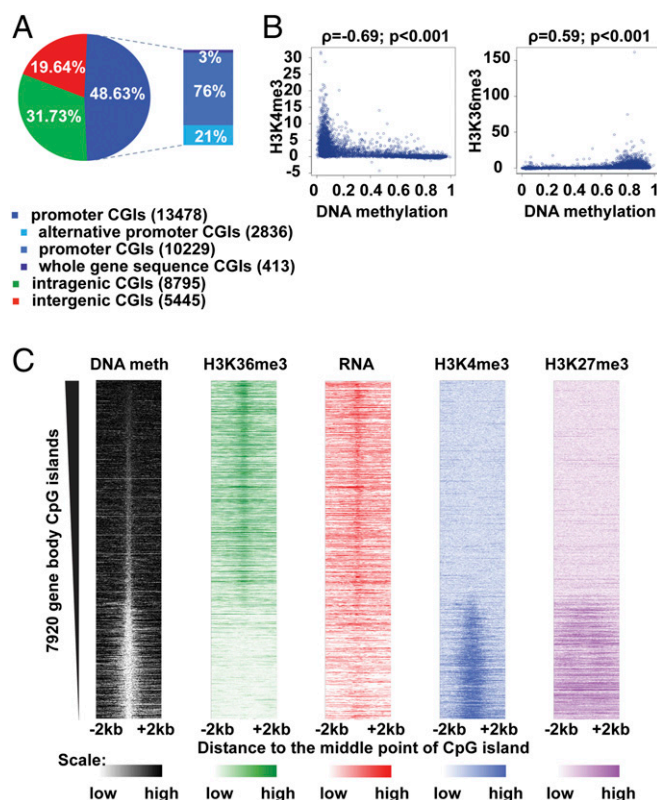 A
19.64%
48.63%
31.73%
3%
76%
21%
promoter CGIs (13478)
alternative promoter CGIs (2836)
promoter CGIs (10229)
whole gene sequence CGIs (413)
intragenic CGIs (8795)
intergenic CGIs (5445)
B
ρ=-0.69; p<0.001
H3K4me3
30
25
20
15
10
5
0
-5
0 0.2 0.4 0.6 0.8 1
DNA methylation
ρ=0.59; p<0.001
H3K36me3
150
100
50
0
0 0.2 0.4 0.6 0.8 1
DNA methylation
C
DNA meth H3K36me3 RNA H3K4me3 H3K27me3
7920 gene body CpG islands
-2kb +2kb -2kb +2kb -2kb +2kb -2kb +2kb -2kb +2kb
Distance to the middle point of CpG island
Scale:
low high low high low high low high low high